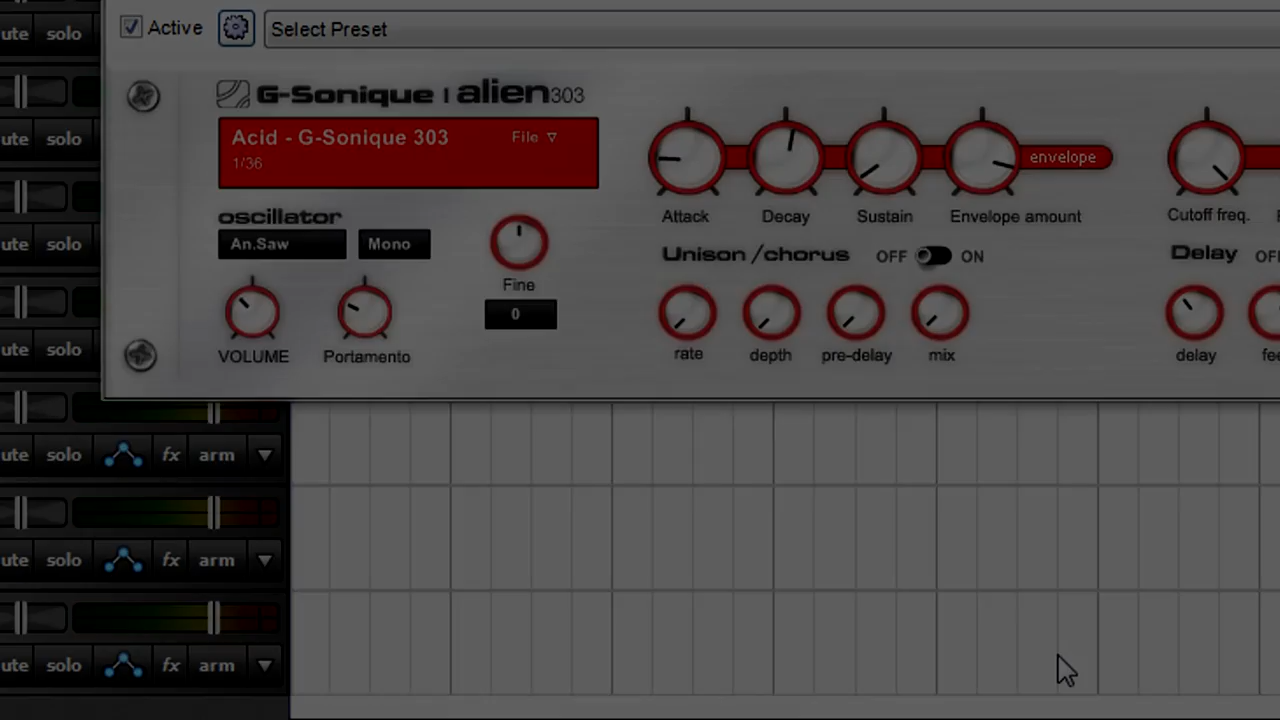 ute solo
Active Select Preset
G-Sonique | alien303
Acid - G-Sonique 303 File
1/36
envelope
Attack Decay Sustain Envelope amount Cutoff freq.
ute solo
oscillator
An.Saw Mono
Unison /chorus OFF ON Delay OFF
ute solo
Fine
0
VOLUME Portamento
rate depth pre-delay mix delay
ute solo
ute solo fx arm
ute solo fx arm
ute solo fx arm